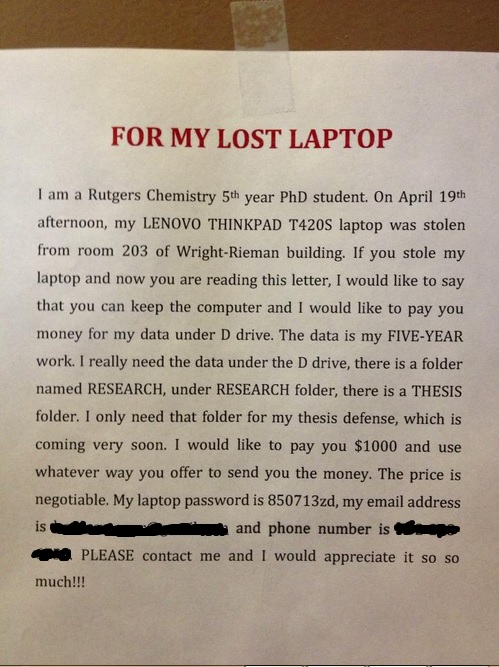 FOR MY LOST LAPTOP
I am a Rutgers Chemistry 5th year PhD student. On April 19th
afternoon, my LENOVO THINKPAD T420S laptop was stolen
from room 203 of Wright-Rieman building. If you stole my
laptop and now you are reading this letter, I would like to say
that you can keep the computer and I would like to pay you
money for my data under D drive. The data is my FIVE-YEAR
work. I really need the data under the D drive, there is a folder
named RESEARCH, under RESEARCH folder, there is a THESIS
folder. I only need that folder for my thesis defense, which is
coming very soon. I would like to pay you $1000 and use
whatever way you offer to send you the money. The price is
negotiable. My laptop password is 850713zd, my email address
is and phone number is
PLEASE contact me and I would appreciate it so so
much!!!